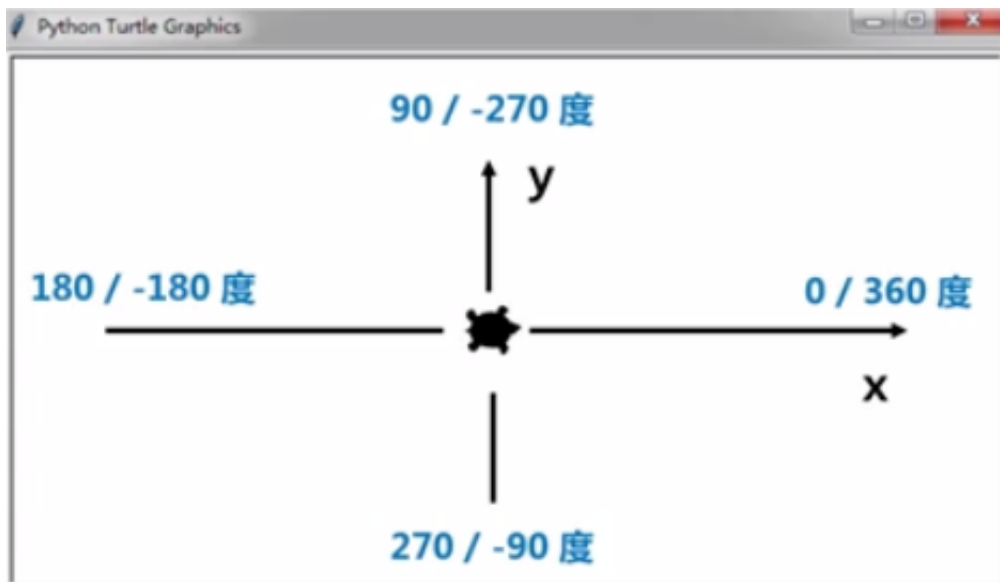 Python Turtle Graphics
90 / -270 度
y
180 / -180 度
0 / 360 度
x
270 / -90 度